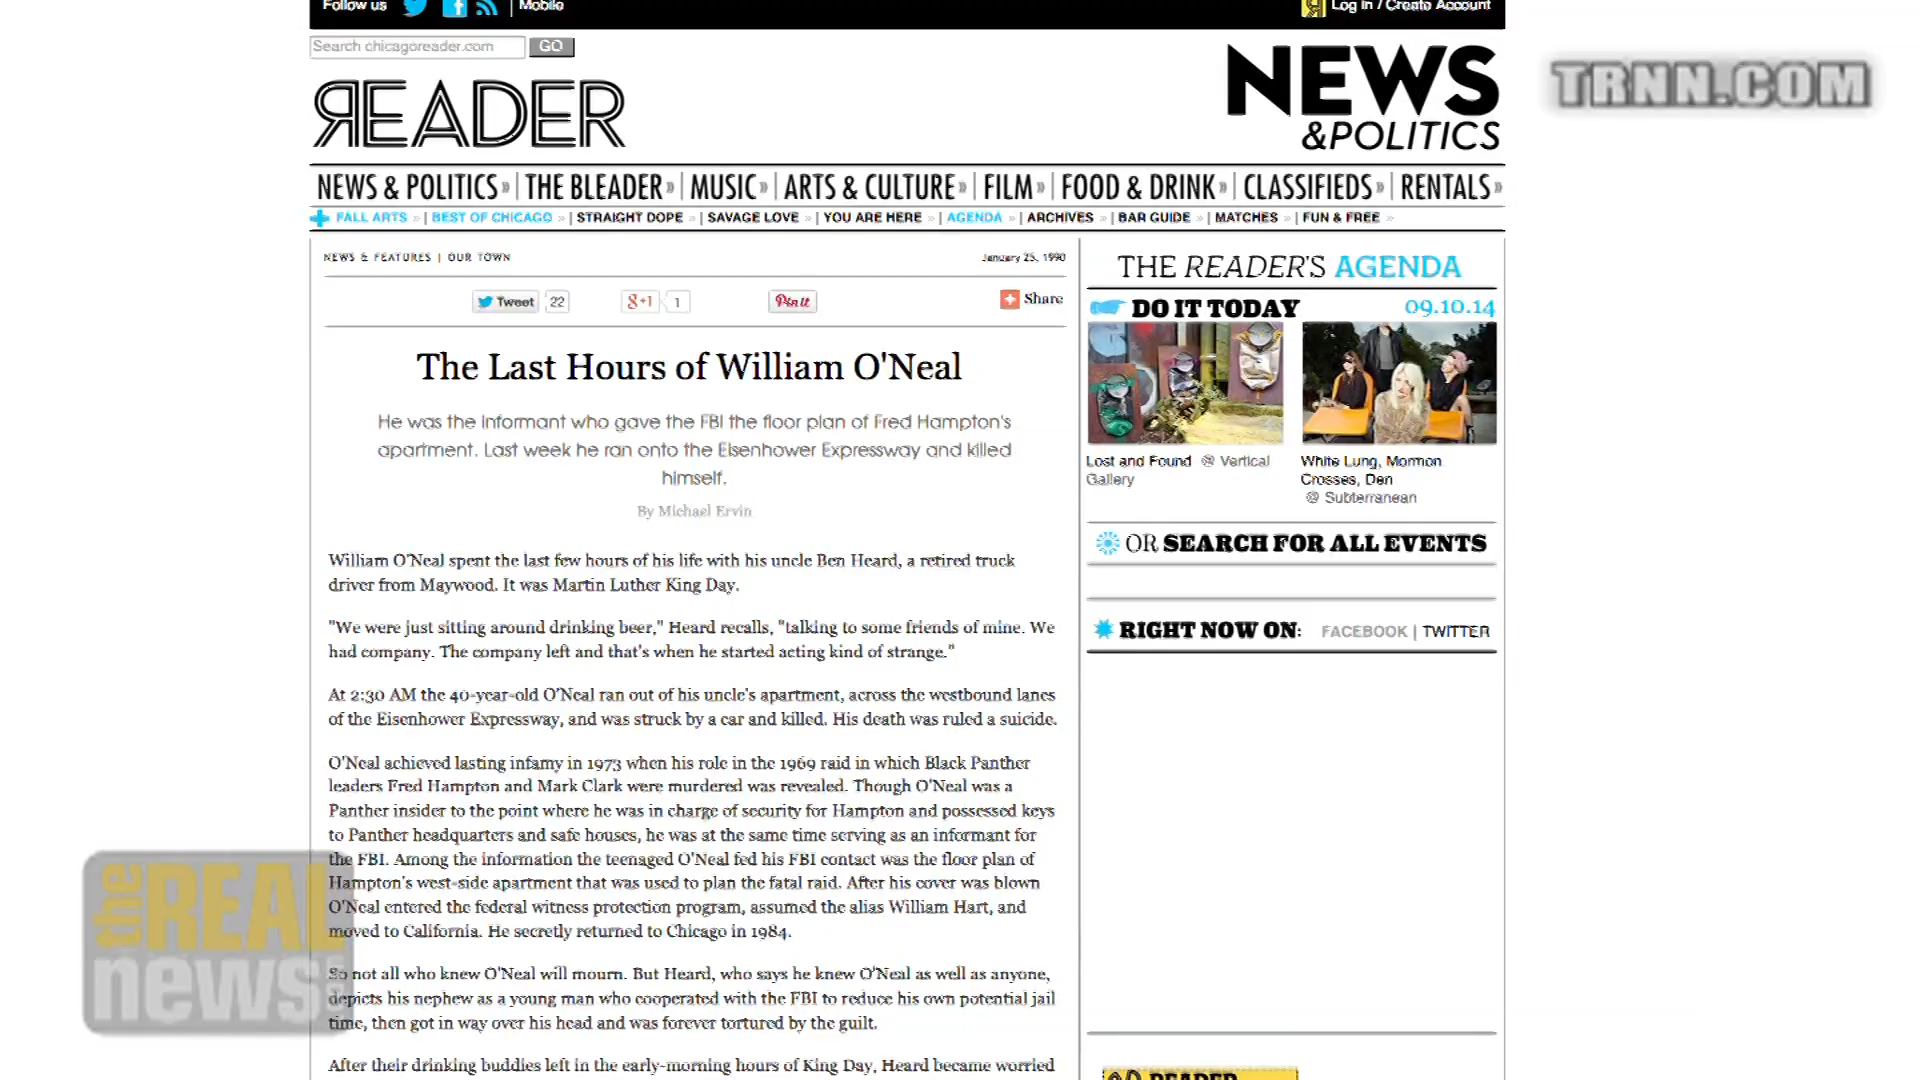 Follow us
Mobile
Log In / Create Account
Search chicagoreader.com
GO
READER
NEWS
&POLITICS
TRNN.COM
NEWS & POLITICS» | THE BLEADER» | MUSIC» | ARTS & CULTURE» | FILM» | FOOD & DRINK» | CLASSIFIEDS» | RENTALS»
FALL ARTS » | BEST OF CHICAGO » | STRAIGHT DOPE » | SAVAGE LOVE » | YOU ARE HERE » | AGENDA » | ARCHIVES » | BAR GUIDE » | MATCHES » | FUN & FREE »
NEWS & FEATURES | OUR TOWN
January 25, 1990
Tweet 22
g+1 1
Pin it
Share
The Last Hours of William O'Neal
He was the informant who gave the FBI the floor plan of Fred Hampton's
apartment. Last week he ran onto the Eisenhower Expressway and killed
himself.
By Michael Ervin
William O'Neal spent the last few hours of his life with his uncle Ben Heard, a retired truck
driver from Maywood. It was Martin Luther King Day.
"We were just sitting around drinking beer," Heard recalls, "talking to some friends of mine. We
had company. The company left and that's when he started acting kind of strange."
At 2:30 AM the 40-year-old O'Neal ran out of his uncle's apartment, across the westbound lanes
of the Eisenhower Expressway, and was struck by a car and killed. His death was ruled a suicide.
O'Neal achieved lasting infamy in 1973 when his role in the 1969 raid in which Black Panther
leaders Fred Hampton and Mark Clark were murdered was revealed. Though O'Neal was a
Panther insider to the point where he was in charge of security for Hampton and possessed keys
to Panther headquarters and safe houses, he was at the same time serving as an informant for
the FBI. Among the information the teenaged O'Neal fed his FBI contact was the floor plan of
Hampton's west-side apartment that was used to plan the fatal raid. After his cover was blown
O'Neal entered the federal witness protection program, assumed the alias William Hart, and
moved to California. He secretly returned to Chicago in 1984.
So not all who knew O'Neal will mourn. But Heard, who says he knew O'Neal as well as anyone,
depicts his nephew as a young man who cooperated with the FBI to reduce his own potential jail
time, then got in way over his head and was forever tortured by the guilt.
After their drinking buddies left in the early-morning hours of King Day, Heard became worried
THE READER'S AGENDA
DO IT TODAY
09.10.14
Lost and Found @ Vertical
Gallery
White Lung, Mormon
Crosses, Den
@ Subterranean
OR SEARCH FOR ALL EVENTS
RIGHT NOW ON: FACEBOOK | TWITTER
READER
the REAL
news